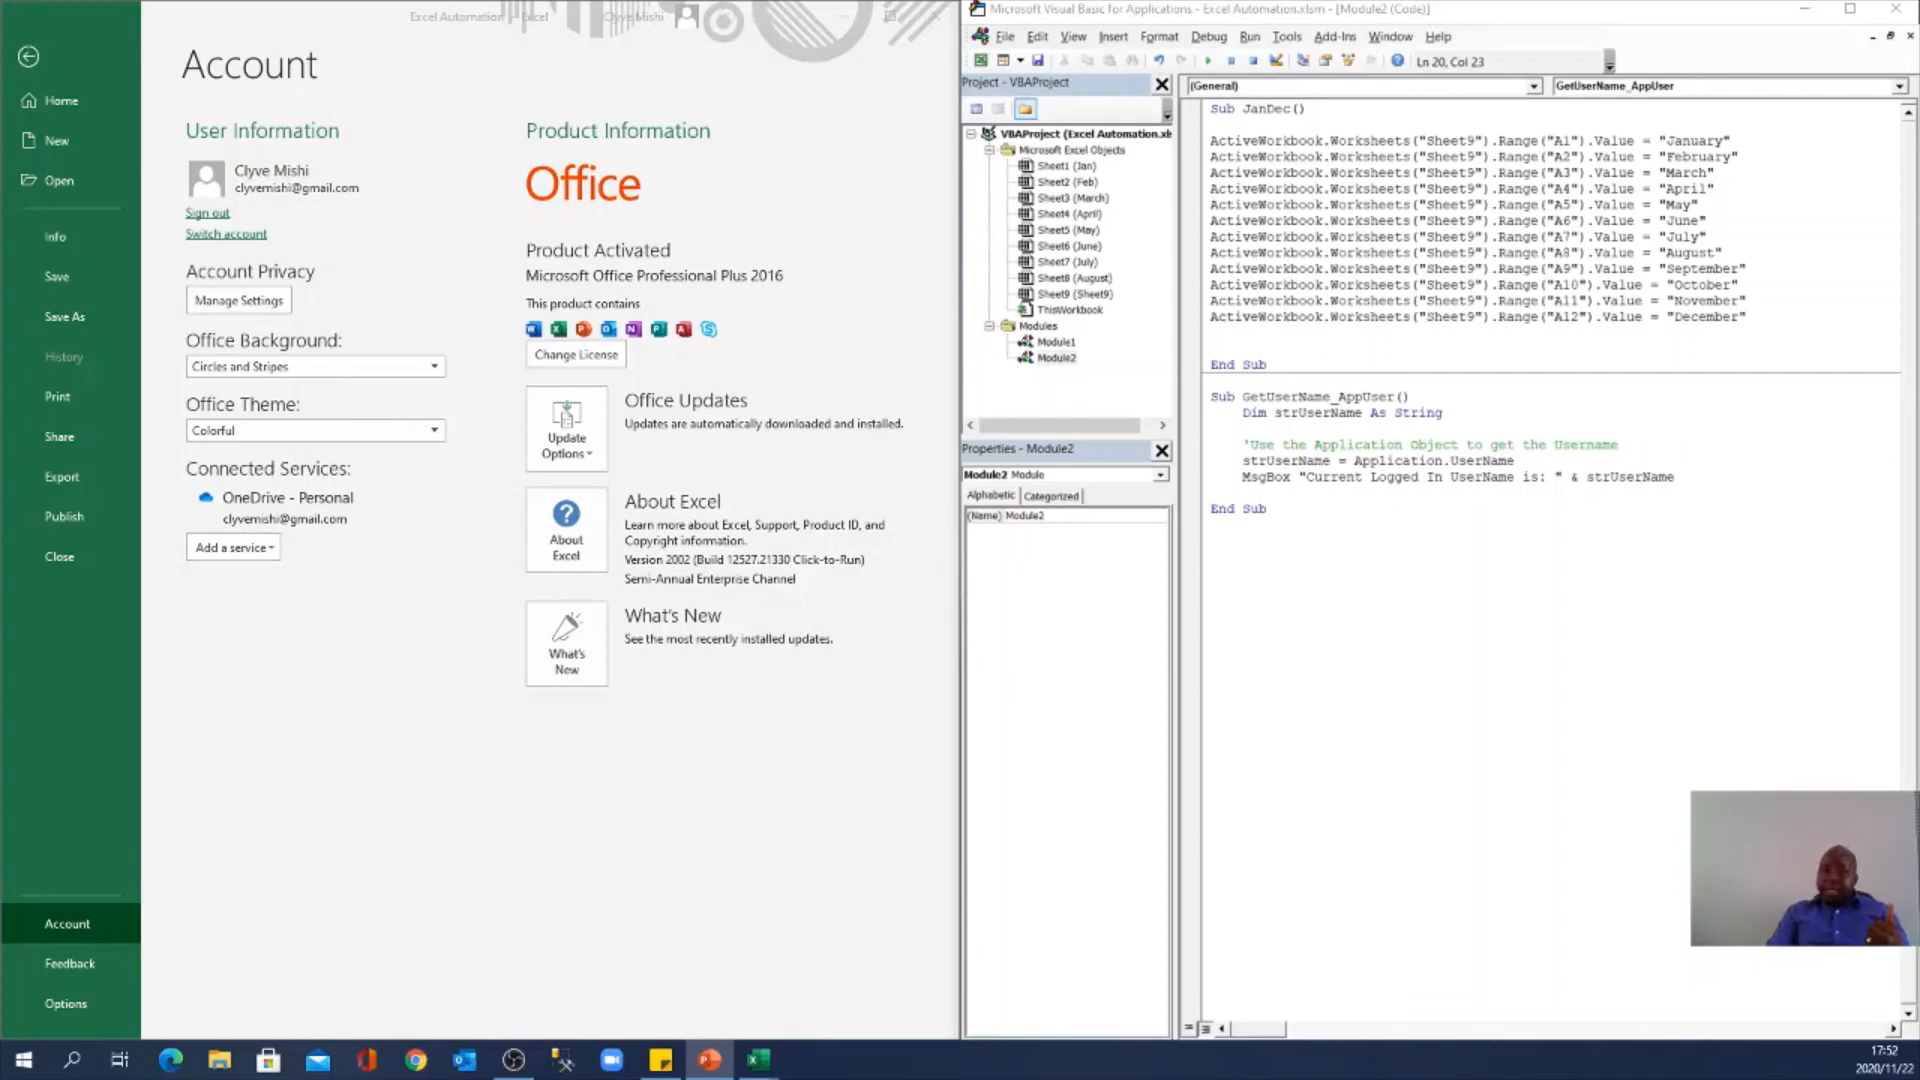 Excel Automation - Excel
Clyve Mishi
Account
Home
New
Open
Info
Save
Save As
History
Print
Share
Export
Publish
Close
Account
Feedback
Options
User Information
Clyve Mishi
clyvemishi@gmail.com
Sign out
Switch account
Account Privacy
Manage Settings
Office Background:
Circles and Stripes
Office Theme:
Colorful
Connected Services:
OneDrive - Personal
clyvemishi@gmail.com
Add a service
Product Information
Office
Product Activated
Microsoft Office Professional Plus 2016
This product contains
Change License
Update Options
Office Updates
Updates are automatically downloaded and installed.
About Excel
About Excel
Learn more about Excel, Support, Product ID, and
Copyright information.
Version 2002 (Build 12527.21330 Click-to-Run)
Semi-Annual Enterprise Channel
What's New
What's New
See the most recently installed updates.
Microsoft Visual Basic for Applications - Excel Automation.xlsm - [Module2 (Code)]
File Edit View Insert Format Debug Run Tools Add-Ins Window Help
Ln 20, Col 23
Project - VBAProject
VBAProject (Excel Automation.xls
Microsoft Excel Objects
Sheet1 (Jan)
Sheet2 (Feb)
Sheet3 (March)
Sheet4 (April)
Sheet5 (May)
Sheet6 (June)
Sheet7 (July)
Sheet8 (August)
Sheet9 (Sheet9)
ThisWorkbook
Modules
Module1
Module2
Properties - Module2
Module2 Module
Alphabetic Categorized
(Name) Module2
(General)
GetUserName_AppUser
Sub JanDec()
ActiveWorkbook.Worksheets("Sheet9").Range("A1").Value = "January"
ActiveWorkbook.Worksheets("Sheet9").Range("A2").Value = "February"
ActiveWorkbook.Worksheets("Sheet9").Range("A3").Value = "March"
ActiveWorkbook.Worksheets("Sheet9").Range("A4").Value = "April"
ActiveWorkbook.Worksheets("Sheet9").Range("A5").Value = "May"
ActiveWorkbook.Worksheets("Sheet9").Range("A6").Value = "June"
ActiveWorkbook.Worksheets("Sheet9").Range("A7").Value = "July"
ActiveWorkbook.Worksheets("Sheet9").Range("A8").Value = "August"
ActiveWorkbook.Worksheets("Sheet9").Range("A9").Value = "September"
ActiveWorkbook.Worksheets("Sheet9").Range("A10").Value = "October"
ActiveWorkbook.Worksheets("Sheet9").Range("A11").Value = "November"
ActiveWorkbook.Worksheets("Sheet9").Range("A12").Value = "December"
End Sub
Sub GetUserName_AppUser()
Dim strUserName As String
'Use the Application Object to get the Username
strUserName = Application.UserName
MsgBox "Current Logged In UserName is: " & strUserName
End Sub
17:52
2020/11/22